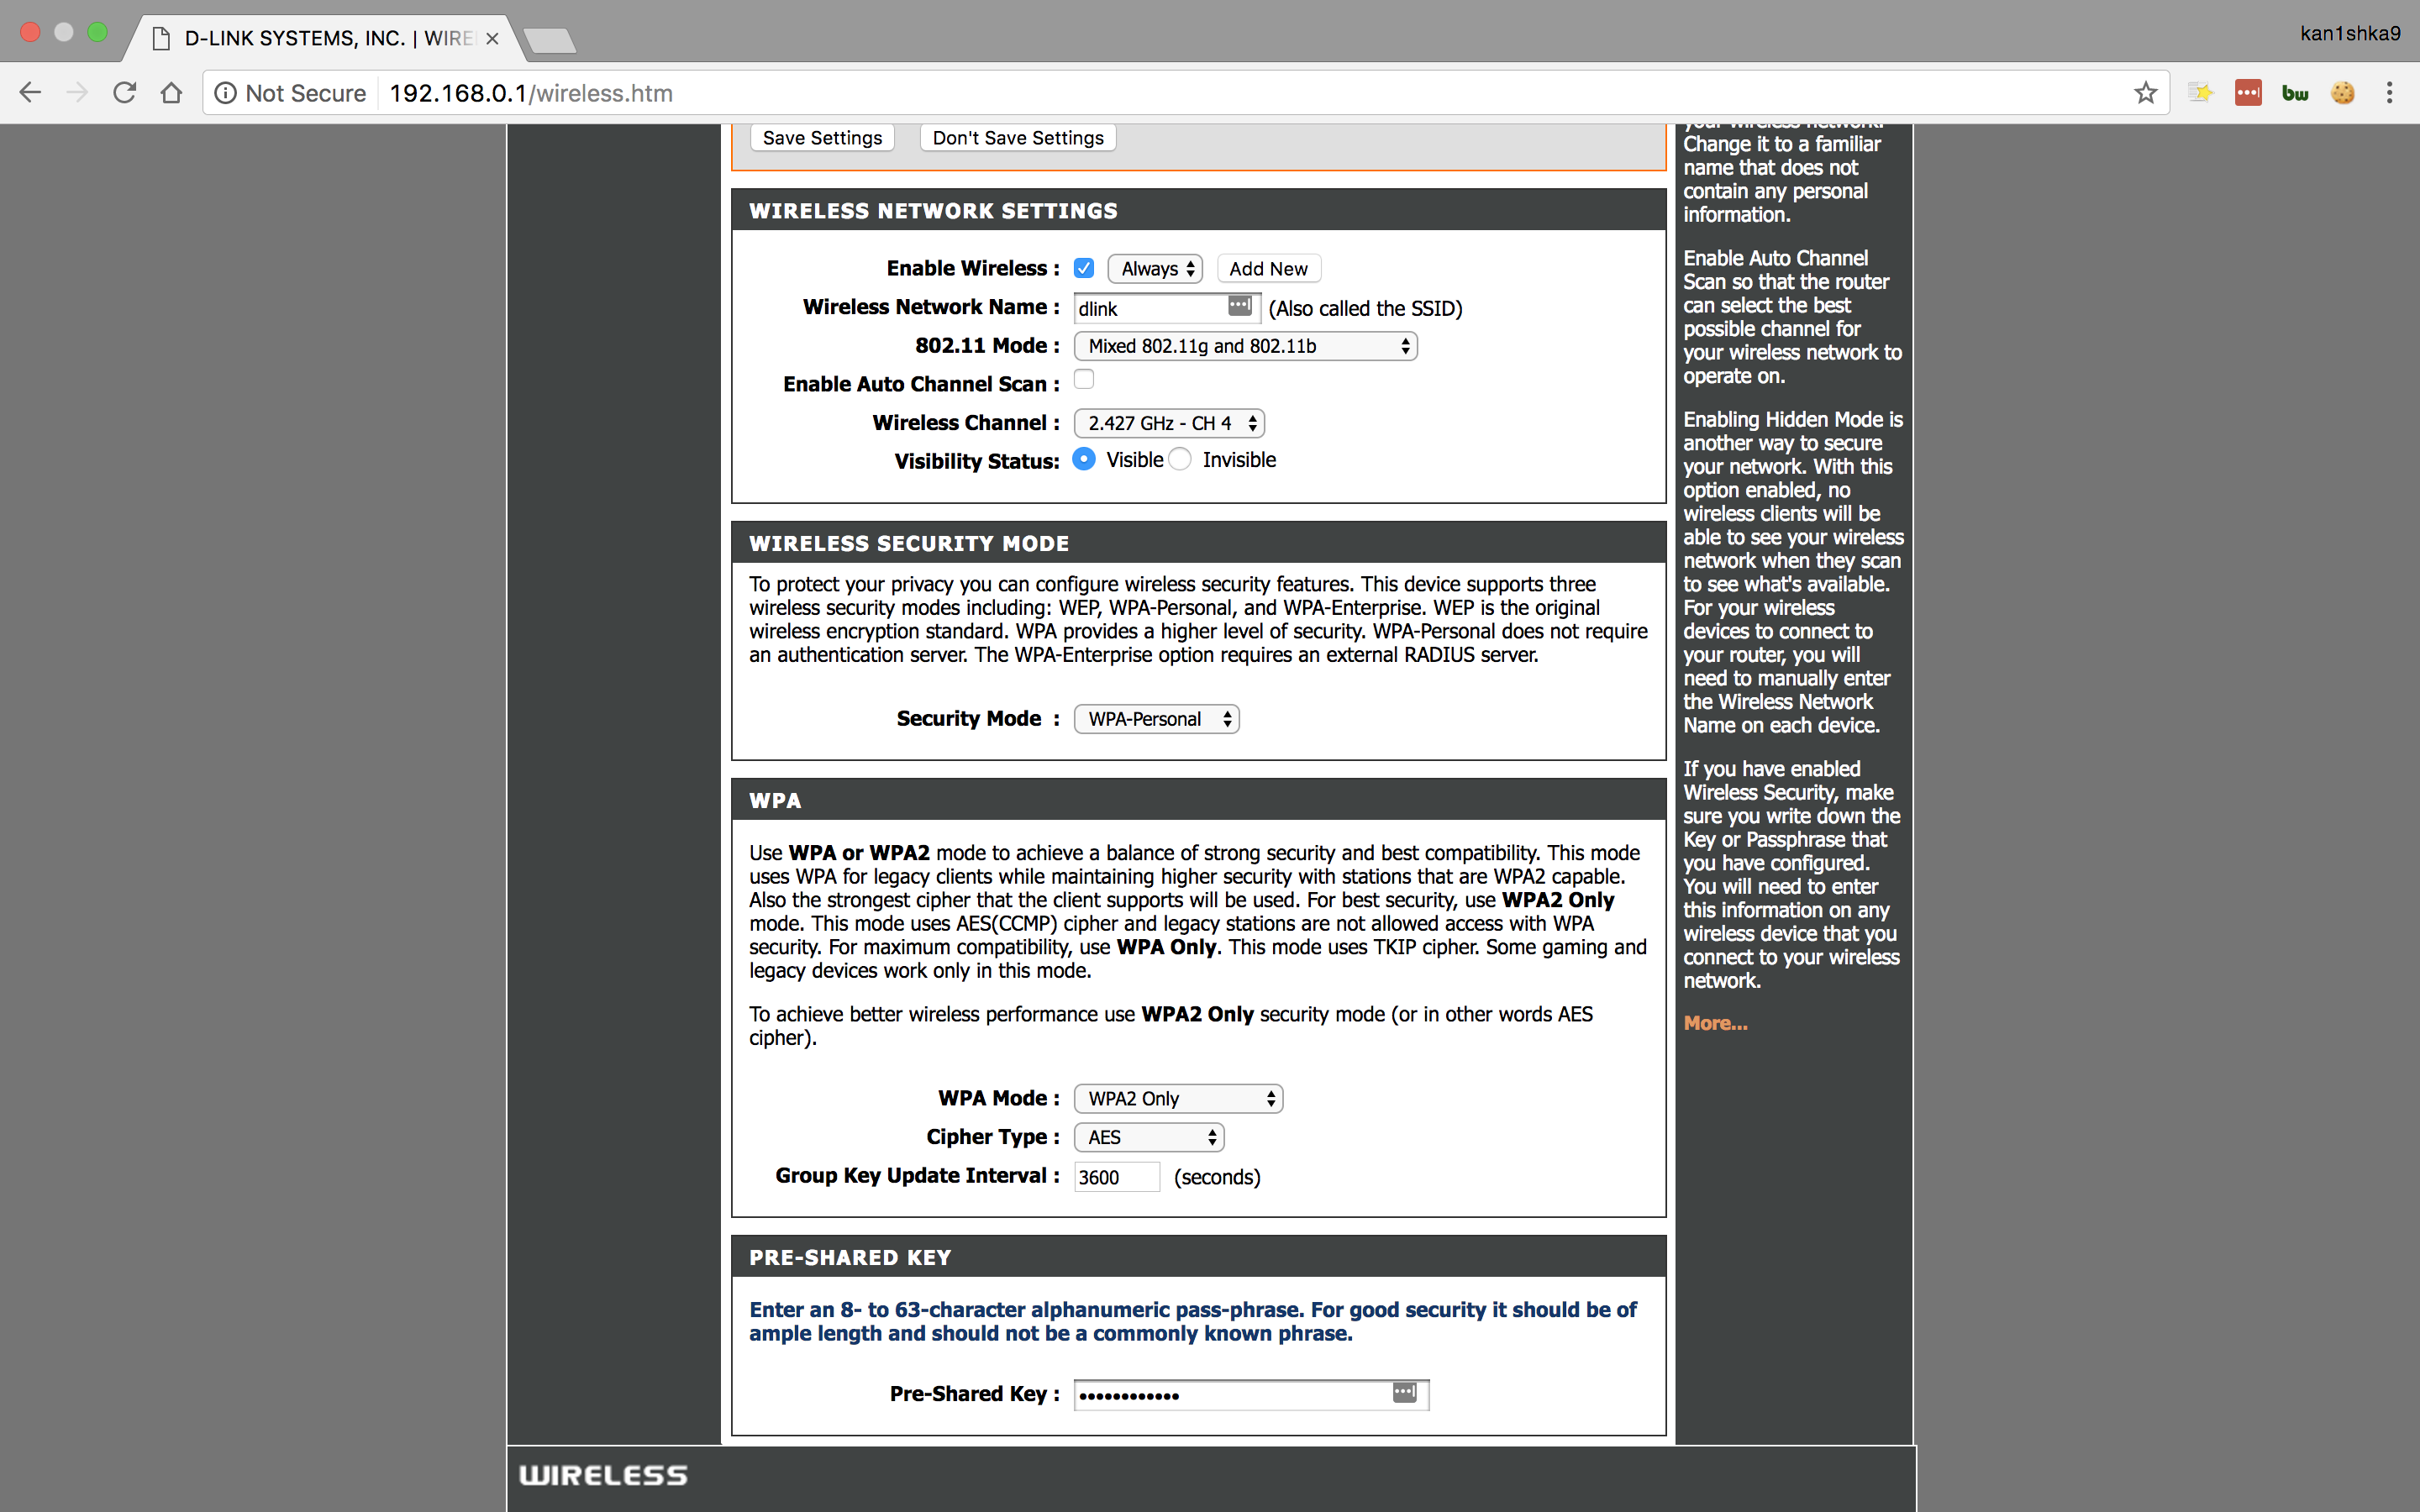 D-LINK SYSTEMS, INC. | WIRE
kan1shka9
Not Secure
192.168.0.1/wireless.htm
bw
Save Settings
Don't Save Settings
WIRELESS NETWORK SETTINGS
Enable Wireless :
Always
Add New
Wireless Network Name :
dlink
(Also called the SSID)
802.11 Mode :
Mixed 802.11g and 802.11b
Enable Auto Channel Scan :
Wireless Channel :
2.427 GHz - CH 4
Visibility Status:
Visible
Invisible
WIRELESS SECURITY MODE
To protect your privacy you can configure wireless security features. This device supports three
wireless security modes including: WEP, WPA-Personal, and WPA-Enterprise. WEP is the original
wireless encryption standard. WPA provides a higher level of security. WPA-Personal does not require
an authentication server. The WPA-Enterprise option requires an external RADIUS server.
Security Mode :
WPA-Personal
WPA
Use WPA or WPA2 mode to achieve a balance of strong security and best compatibility. This mode
uses WPA for legacy clients while maintaining higher security with stations that are WPA2 capable.
Also the strongest cipher that the client supports will be used. For best security, use WPA2 Only
mode. This mode uses AES(CCMP) cipher and legacy stations are not allowed access with WPA
security. For maximum compatibility, use WPA Only. This mode uses TKIP cipher. Some gaming and
legacy devices work only in this mode.
To achieve better wireless performance use WPA2 Only security mode (or in other words AES
cipher).
WPA Mode :
WPA2 Only
Cipher Type :
AES
Group Key Update Interval :
3600
(seconds)
PRE-SHARED KEY
Enter an 8- to 63-character alphanumeric pass-phrase. For good security it should be of
ample length and should not be a commonly known phrase.
Pre-Shared Key :
••••••••••••
your wireless network.
Change it to a familiar
name that does not
contain any personal
information.
Enable Auto Channel
Scan so that the router
can select the best
possible channel for
your wireless network to
operate on.
Enabling Hidden Mode is
another way to secure
your network. With this
option enabled, no
wireless clients will be
able to see your wireless
network when they scan
to see what's available.
For your wireless
devices to connect to
your router, you will
need to manually enter
the Wireless Network
Name on each device.
If you have enabled
Wireless Security, make
sure you write down the
Key or Passphrase that
you have configured.
You will need to enter
this information on any
wireless device that you
connect to your wireless
network.
More...
WIRELESS